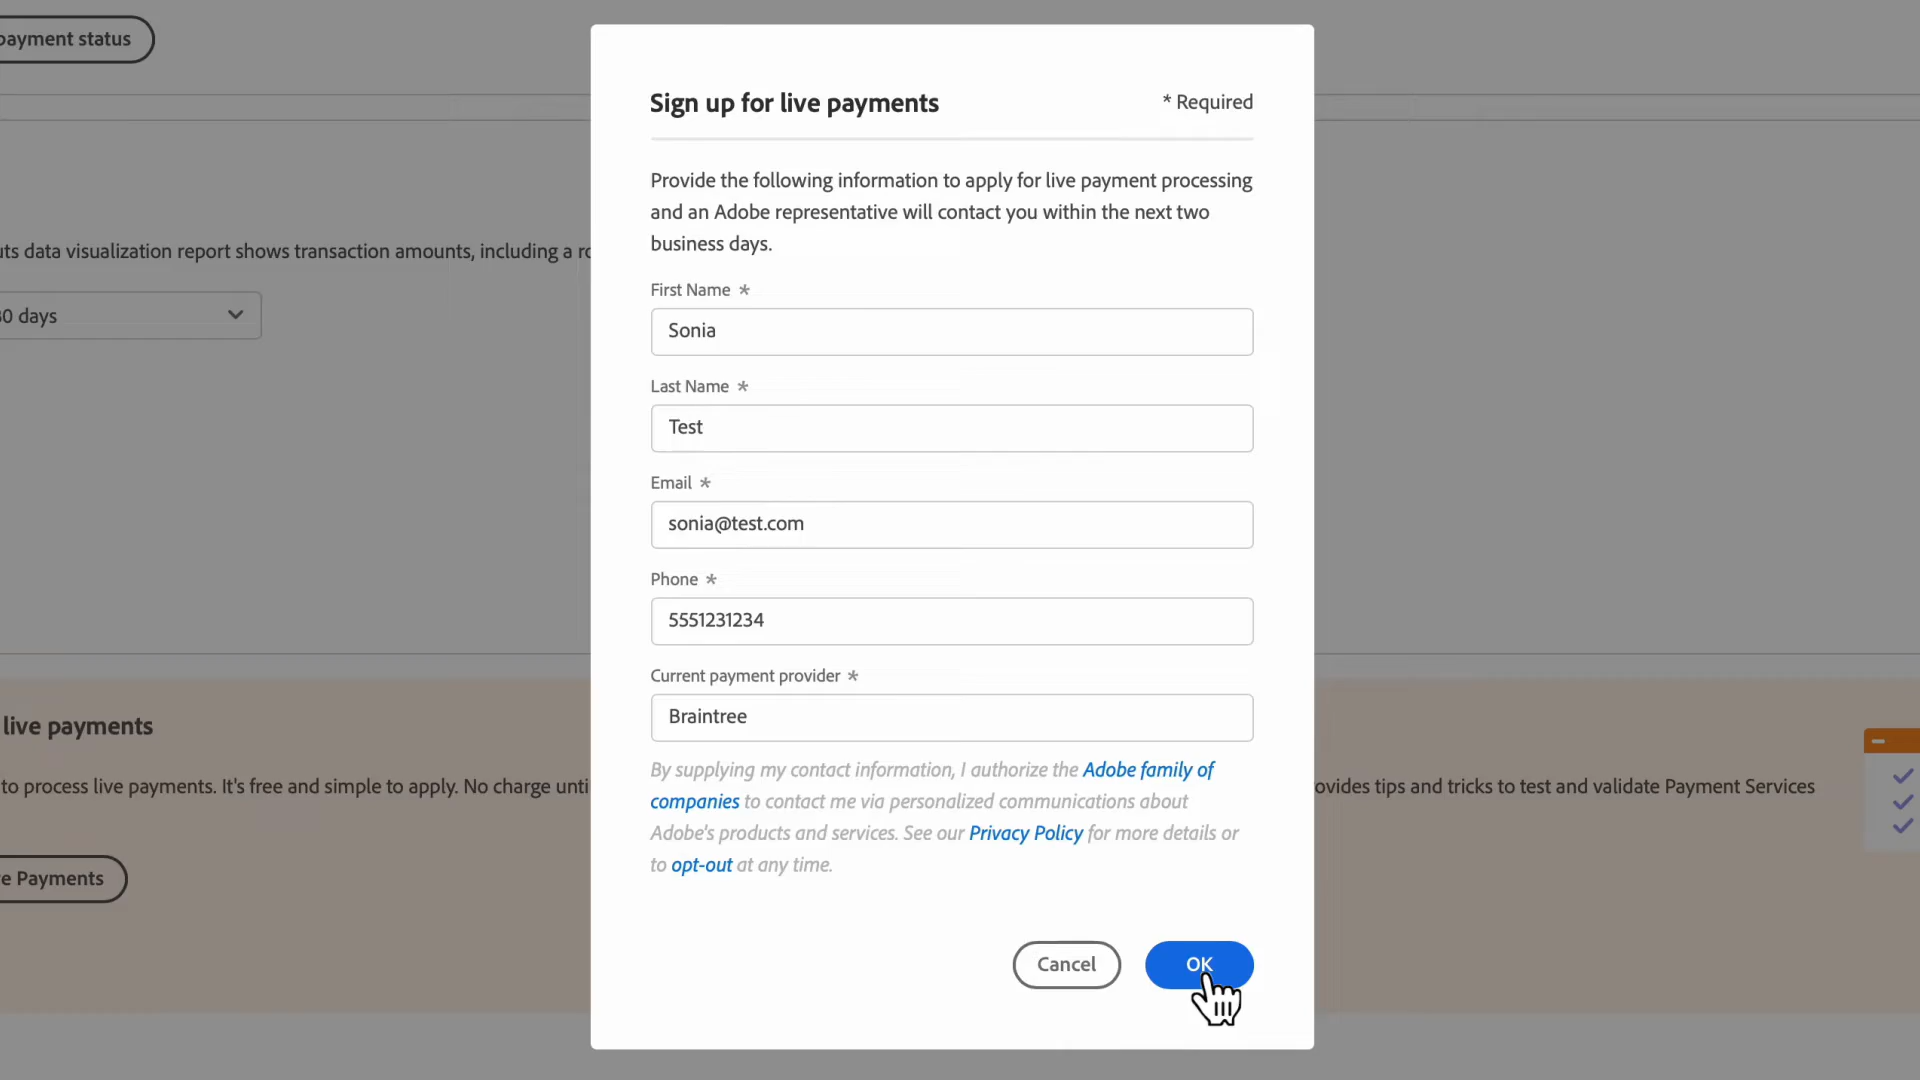 payment status
Sign up for live payments
* Required
Provide the following information to apply for live payment processing
and an Adobe representative will contact you within the next two
business days.
data visualization report shows transaction amounts, including a
days
First Name *
Sonia
Last Name *
Test
Email *
sonia@test.com
Phone *
5551231234
Current payment provider *
Braintree
live payments
to process live payments. It's free and simple to apply. No charge
tips and tricks to test and validate Payment Services
By supplying my contact information, I authorize the Adobe family of
companies to contact me via personalized communications about
Adobe's products and services. See our Privacy Policy for more details or
to opt-out at any time.
Payments
Cancel
OK